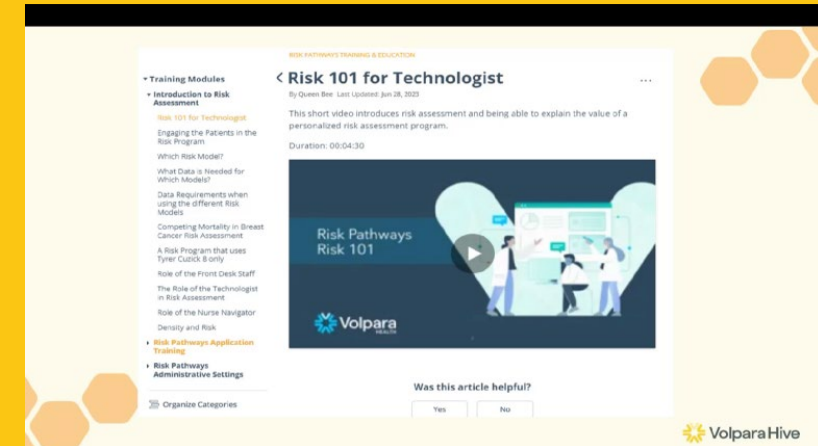 RISK PATHWAYS TRAINING & EDUCATION
Training Modules
Introduction to Risk
Assessment
Risk 101 for Technologist
Engaging the Patients in the
Risk Program
Which Risk Model?
What Data is Needed for
Which Models?
Data Requirements when
using the different Risk
Models
Competing Mortality in Breast
Cancer Risk Assessment
A Risk Program that uses
Tyrer Cuzick 8 only
Role of the Front Desk Staff
The Role of the Technologist
in Risk Assessment
Role of the Nurse Navigator
Density and Risk
Risk Pathways Application
Training
Risk Pathways
Administrative Settings
Organize Categories
Risk 101 for Technologist
By Queen Bee Last Updated: Jun 28, 2023
This short video introduces risk assessment and being able to explain the value of a
personalized risk assessment program.
Duration: 00:04:30
Risk Pathways
Risk 101
Volpara
HEALTH
Was this article helpful?
Yes
No
Volpara Hive